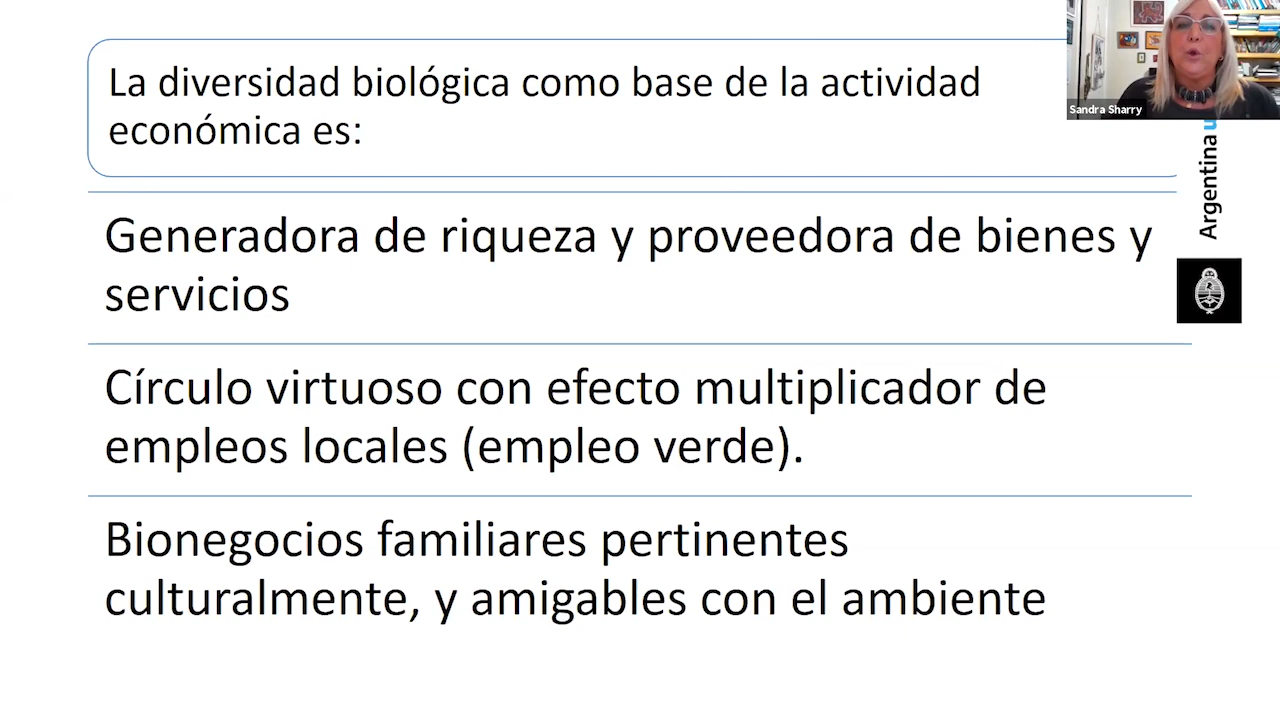 La diversidad biológica como base de la actividad
económica es:
Sandra Sharry
Argentina
Generadora de riqueza y proveedora de bienes y
servicios
Círculo virtuoso con efecto multiplicador de
empleos locales (empleo verde).
Bionegocios familiares pertinentes
culturalmente, y amigables con el ambiente